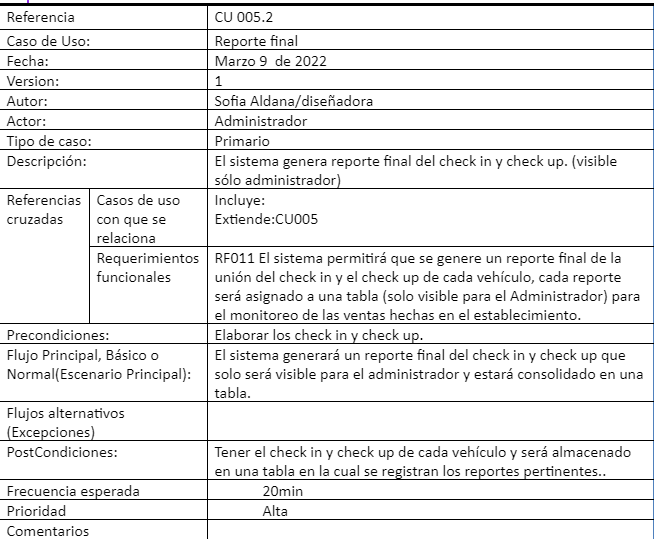 Referencia CU 005.2
Caso de Uso: Reporte final
Fecha: Marzo 9  de 2022
Version: 1
Autor: Sofia Aldana/diseñadora
Actor: Administrador
Tipo de caso: Primario
Descripción: El sistema genera reporte final del check in y check up. (visible
sólo administrador)
Referencias
cruzadas
Casos de uso
con que se
relaciona
Incluye:
Extiende:CU005
Requerimientos
funcionales
RF011 El sistema permitirá que se genere un reporte final de la
unión del check in y el check up de cada vehículo, cada reporte
será asignado a una tabla (solo visible para el Administrador) para
el monitoreo de las ventas hechas en el establecimiento.
Precondiciones: Elaborar los check in y check up.
Flujo Principal, Básico o
Normal(Escenario Principal):
El sistema generará un reporte final del check in y check up que
solo será visible para el administrador y estará consolidado en una
tabla.
Flujos alternativos
(Excepciones)
PostCondiciones: Tener el check in y check up de cada vehículo y será almacenado
en una tabla en la cual se registran los reportes pertinentes..
Frecuencia esperada 20min
Prioridad Alta
Comentarios